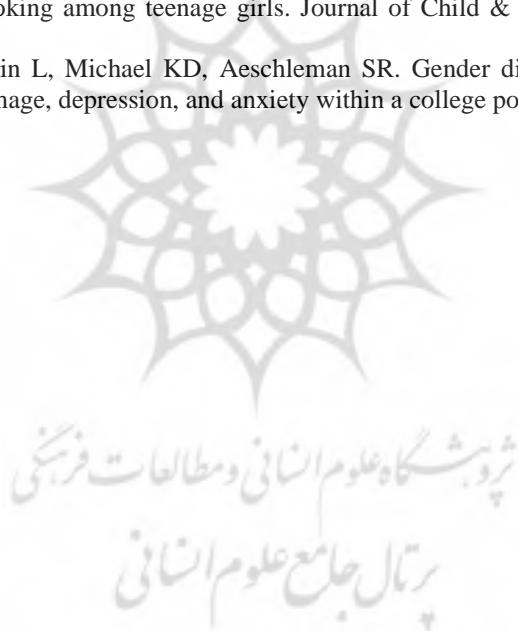 oking among teenage girls. Journal of Child &
in L, Michael KD, Aeschleman SR. Gender di
nage, depression, and anxiety within a college po
پژوهشگاه علوم انسانی و مطالعات فرهنگی
پرتال جامع علوم انسانی